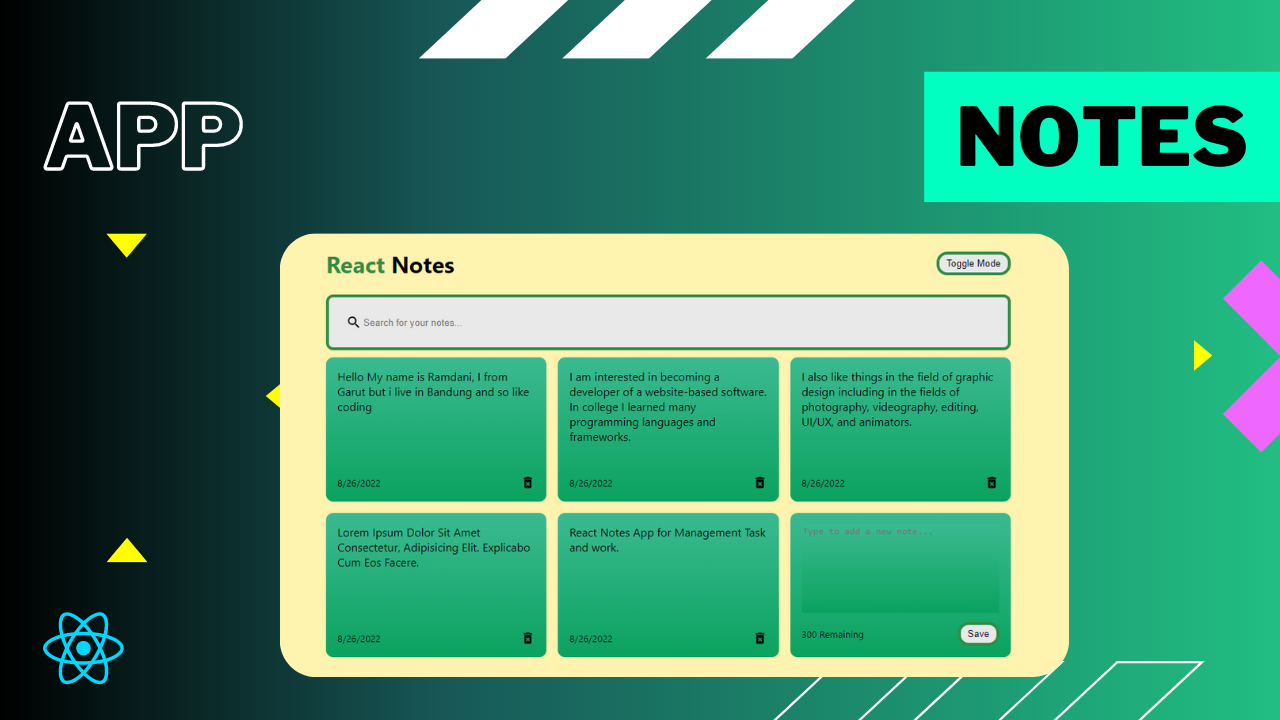 APP
NOTES
React Notes
Toggle Mode
Search for your notes...
Hello My name is Ramdani, I from
Garut but i live in Bandung and so like
coding
8/26/2022
I am interested in becoming a
developer of a website-based software.
In college I learned many
programming languages and
frameworks.
8/26/2022
I also like things in the field of graphic
design including in the fields of
photography, videography, editing,
UI/UX, and animators.
8/26/2022
Lorem Ipsum Dolor Sit Amet
Consectetur, Adipisicing Elit. Explicabo
Cum Eos Facere.
8/26/2022
React Notes App for Management Task
and work.
8/26/2022
Type to add a new note...
300 Remaining
Save